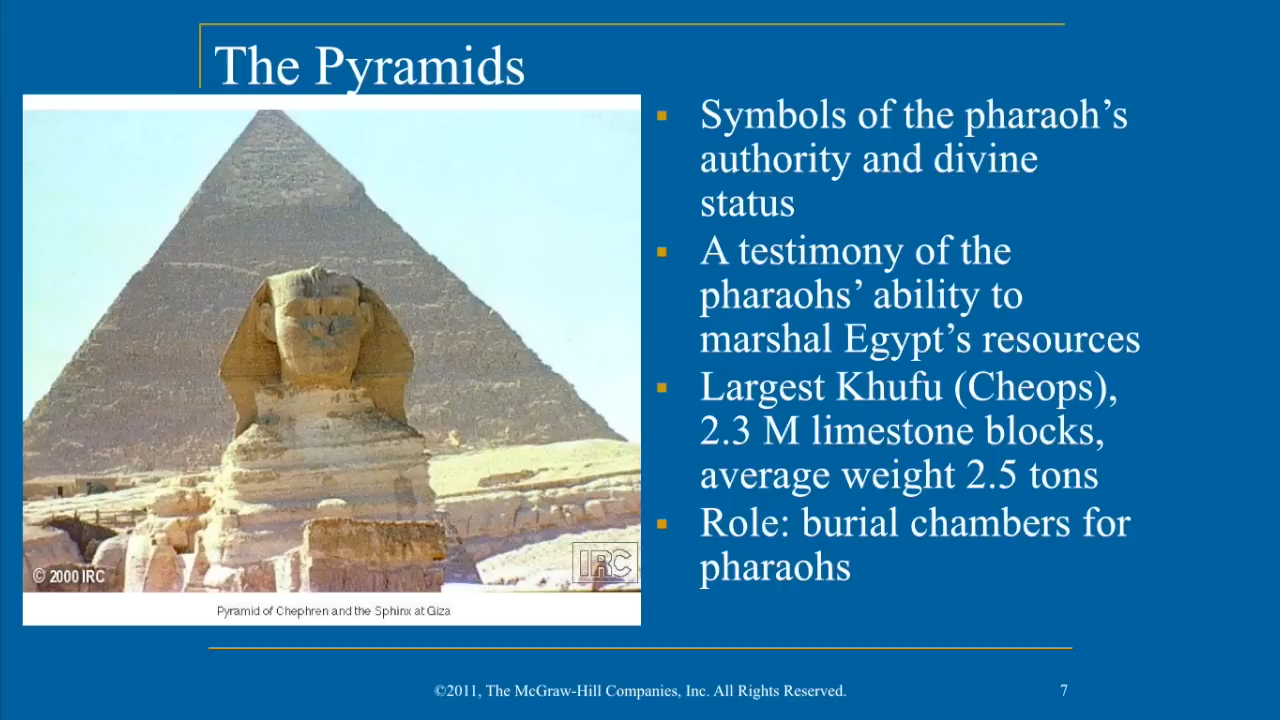 The Pyramids
Symbols of the pharaoh’s
authority and divine
status
A testimony of the
pharaohs’ ability to
marshal Egypt’s resources
Largest Khufu (Cheops),
2.3 M limestone blocks,
average weight 2.5 tons
Role: burial chambers for
pharaohs
© 2000 IRC
IRC
Pyramid of Chephren and the Sphinx at Giza
©2011, The McGraw-Hill Companies, Inc. All Rights Reserved.
7